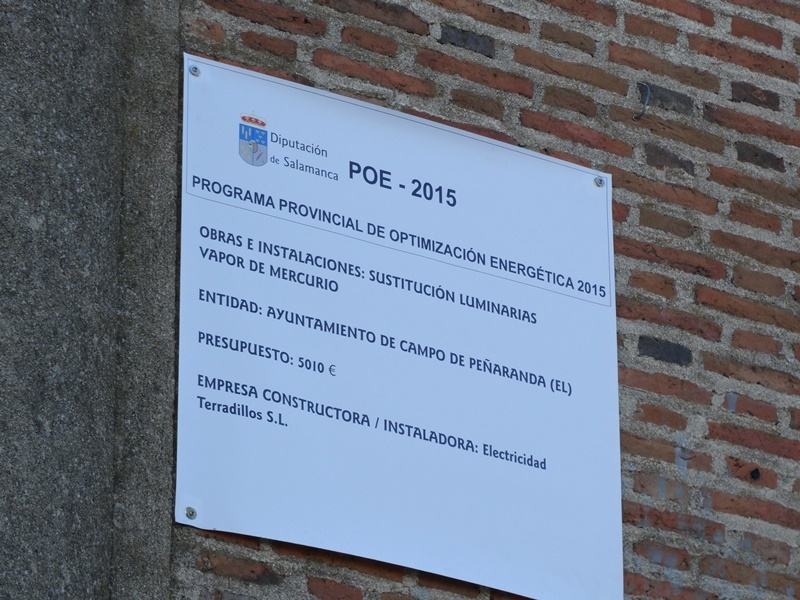 Diputación
de Salamanca
POE - 2015
PROGRAMA PROVINCIAL DE OPTIMIZACIÓN ENERGÉTICA 2015
OBRAS E INSTALACIONES: SUSTITUCIÓN LUMINARIAS
VAPOR DE MERCURIO
ENTIDAD: AYUNTAMIENTO DE CAMPO DE PEÑARANDA (EL)
PRESUPUESTO: 5010 €
EMPRESA CONSTRUCTORA / INSTALADORA: Electricidad
Terradillos S.L.